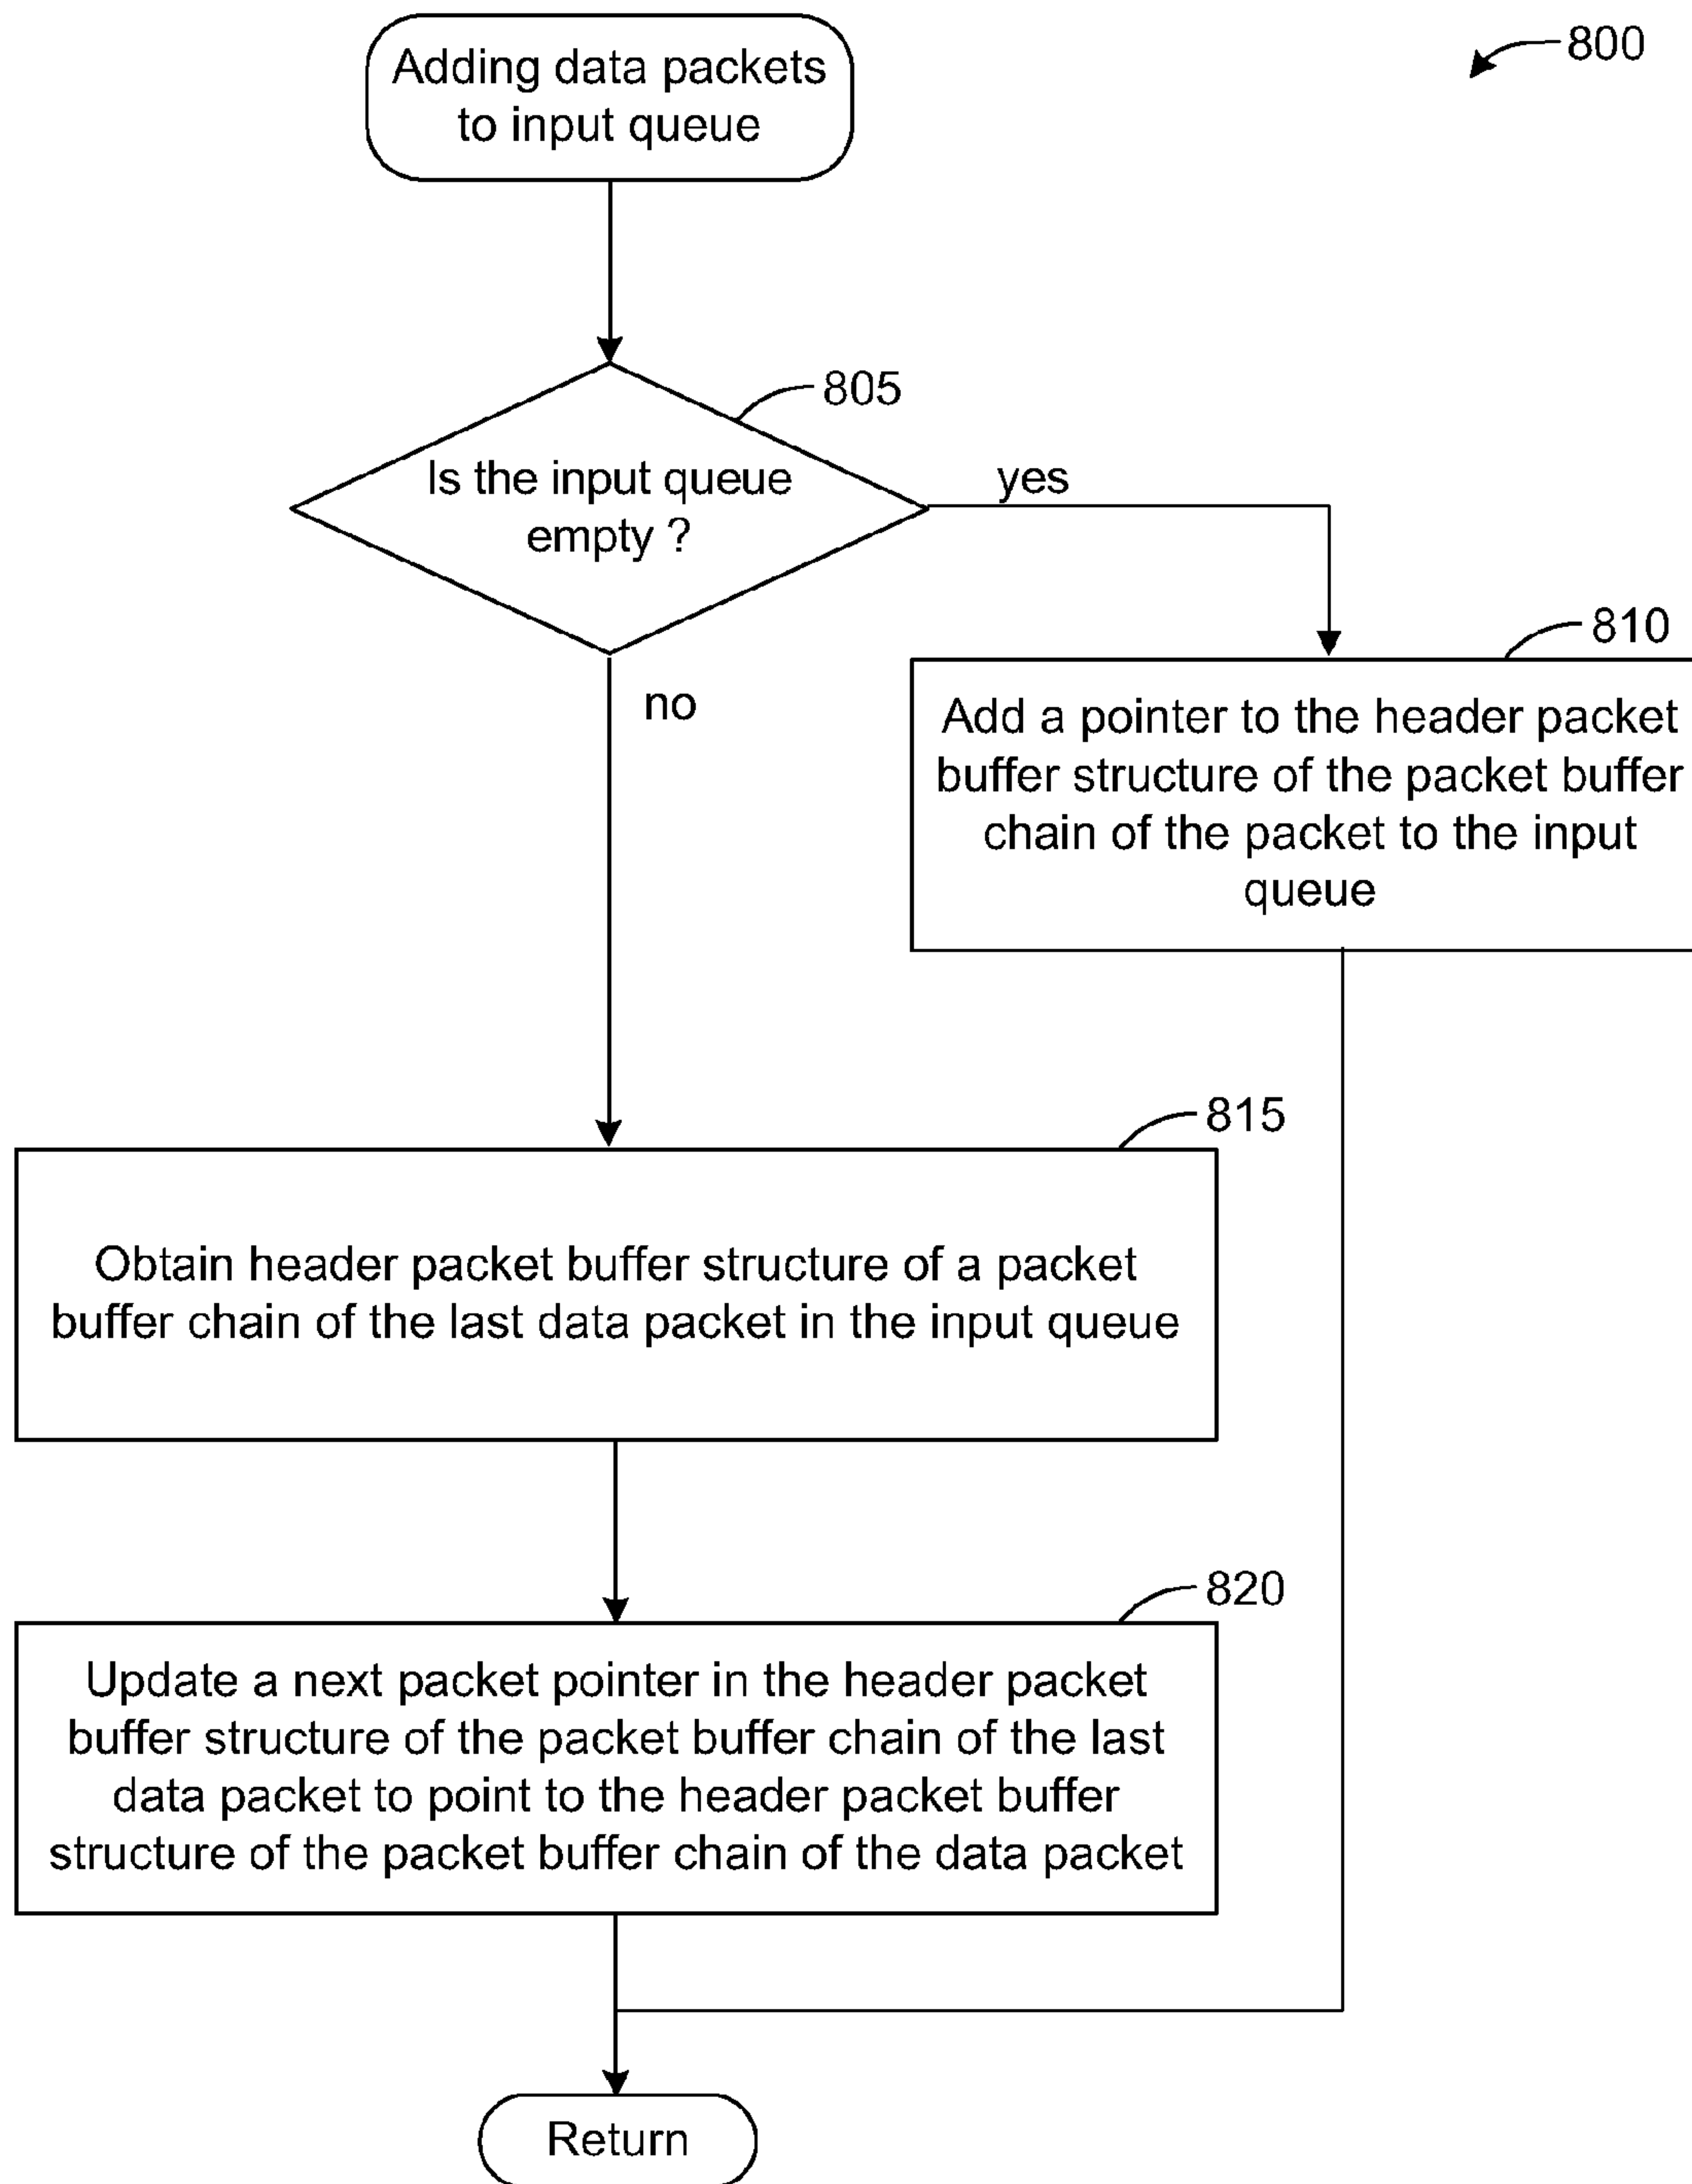 Adding data packets
to input queue
800
805
Is the input queue
empty ?
yes
no
810
Add a pointer to the header packet
buffer structure of the packet buffer
chain of the packet to the input
queue
815
Obtain header packet buffer structure of a packet
buffer chain of the last data packet in the input queue
820
Update a next packet pointer in the header packet
buffer structure of the packet buffer chain of the last
data packet to point to the header packet buffer
structure of the packet buffer chain of the data packet
Return